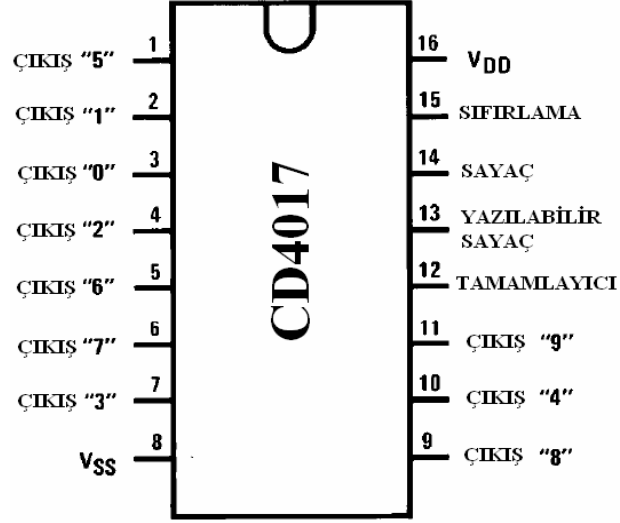 ÇIKIŞ "5" 1
ÇIKIŞ "1" 2
ÇIKIŞ "0" 3
ÇIKIŞ "2" 4
ÇIKIŞ "6" 5
ÇIKIŞ "7" 6
ÇIKIŞ "3" 7
VSS 8
CD4017
16 VDD
15 SIFIRLAMA
14 SAYAÇ
13 YAZILABİLİR
SAYAÇ
12 TAMAMLAYICI
11 ÇIKIŞ "9"
10 ÇIKIŞ "4"
9 ÇIKIŞ "8"